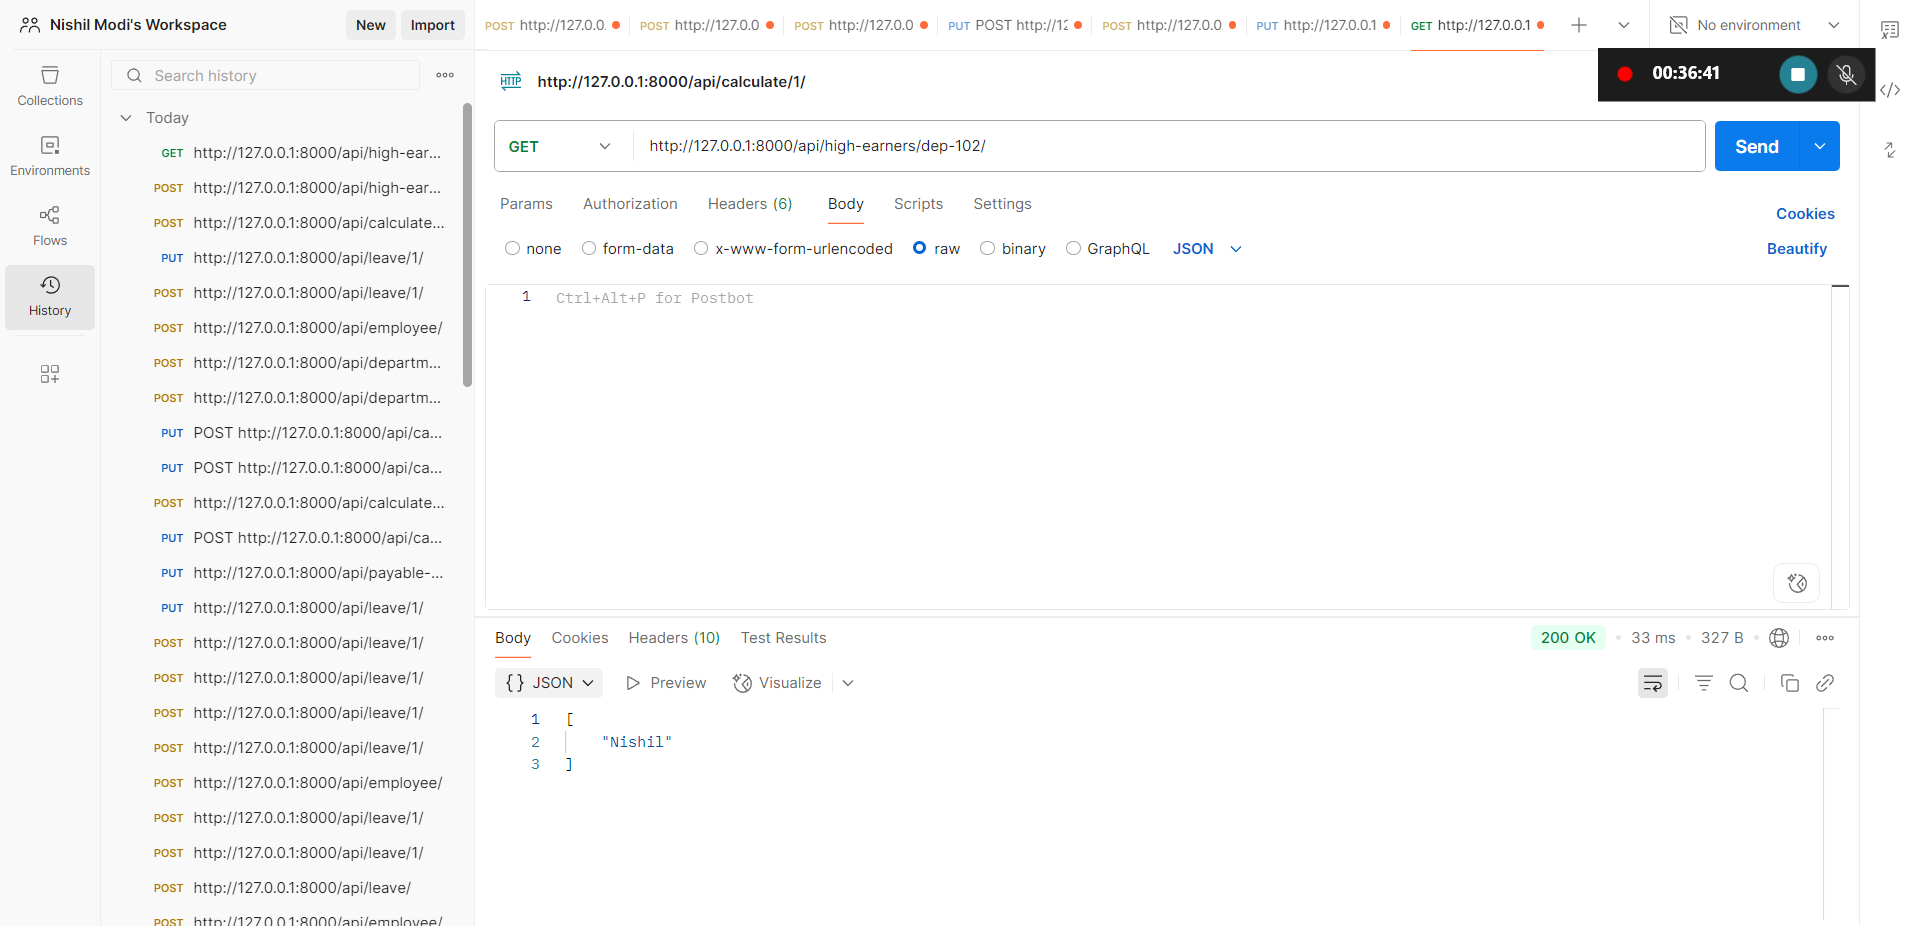 Nishil Modi's Workspace
New
Import
POST http://127.0.0.
POST http://127.0.0
POST http://127.0.0
PUT POST http://12
POST http://127.0.0.
PUT http://127.0.0.1
GET http://127.0.0.1
No environment
00:36:41
Collections
Environments
Flows
History
Search history
Today
GET http://127.0.0.1:8000/api/high-ear...
POST http://127.0.0.1:8000/api/high-ear...
POST http://127.0.0.1:8000/api/calculate...
PUT http://127.0.0.1:8000/api/leave/1/
POST http://127.0.0.1:8000/api/leave/1/
POST http://127.0.0.1:8000/api/employee/
POST http://127.0.0.1:8000/api/departm...
POST http://127.0.0.1:8000/api/departm...
PUT POST http://127.0.0.1:8000/api/ca...
PUT POST http://127.0.0.1:8000/api/ca...
POST http://127.0.0.1:8000/api/calculate...
PUT POST http://127.0.0.1:8000/api/ca...
PUT http://127.0.0.1:8000/api/payable-...
PUT http://127.0.0.1:8000/api/leave/1/
POST http://127.0.0.1:8000/api/leave/1/
POST http://127.0.0.1:8000/api/leave/1/
POST http://127.0.0.1:8000/api/leave/1/
POST http://127.0.0.1:8000/api/leave/1/
POST http://127.0.0.1:8000/api/employee/
POST http://127.0.0.1:8000/api/leave/1/
POST http://127.0.0.1:8000/api/leave/1/
POST http://127.0.0.1:8000/api/leave/
POST http://127.0.0.1:8000/api/employee/
HTTP http://127.0.0.1:8000/api/calculate/1/
GET
http://127.0.0.1:8000/api/high-earners/dep-102/
Send
Params
Authorization
Headers (6)
Body
Scripts
Settings
Cookies
none
form-data
x-www-form-urlencoded
raw
binary
GraphQL
JSON
Beautify
1 Ctrl+Alt+P for Postbot
Body
Cookies
Headers (10)
Test Results
200 OK
33 ms
327 B
{} JSON
Preview
Visualize
1 [
2 "Nishil"
3 ]